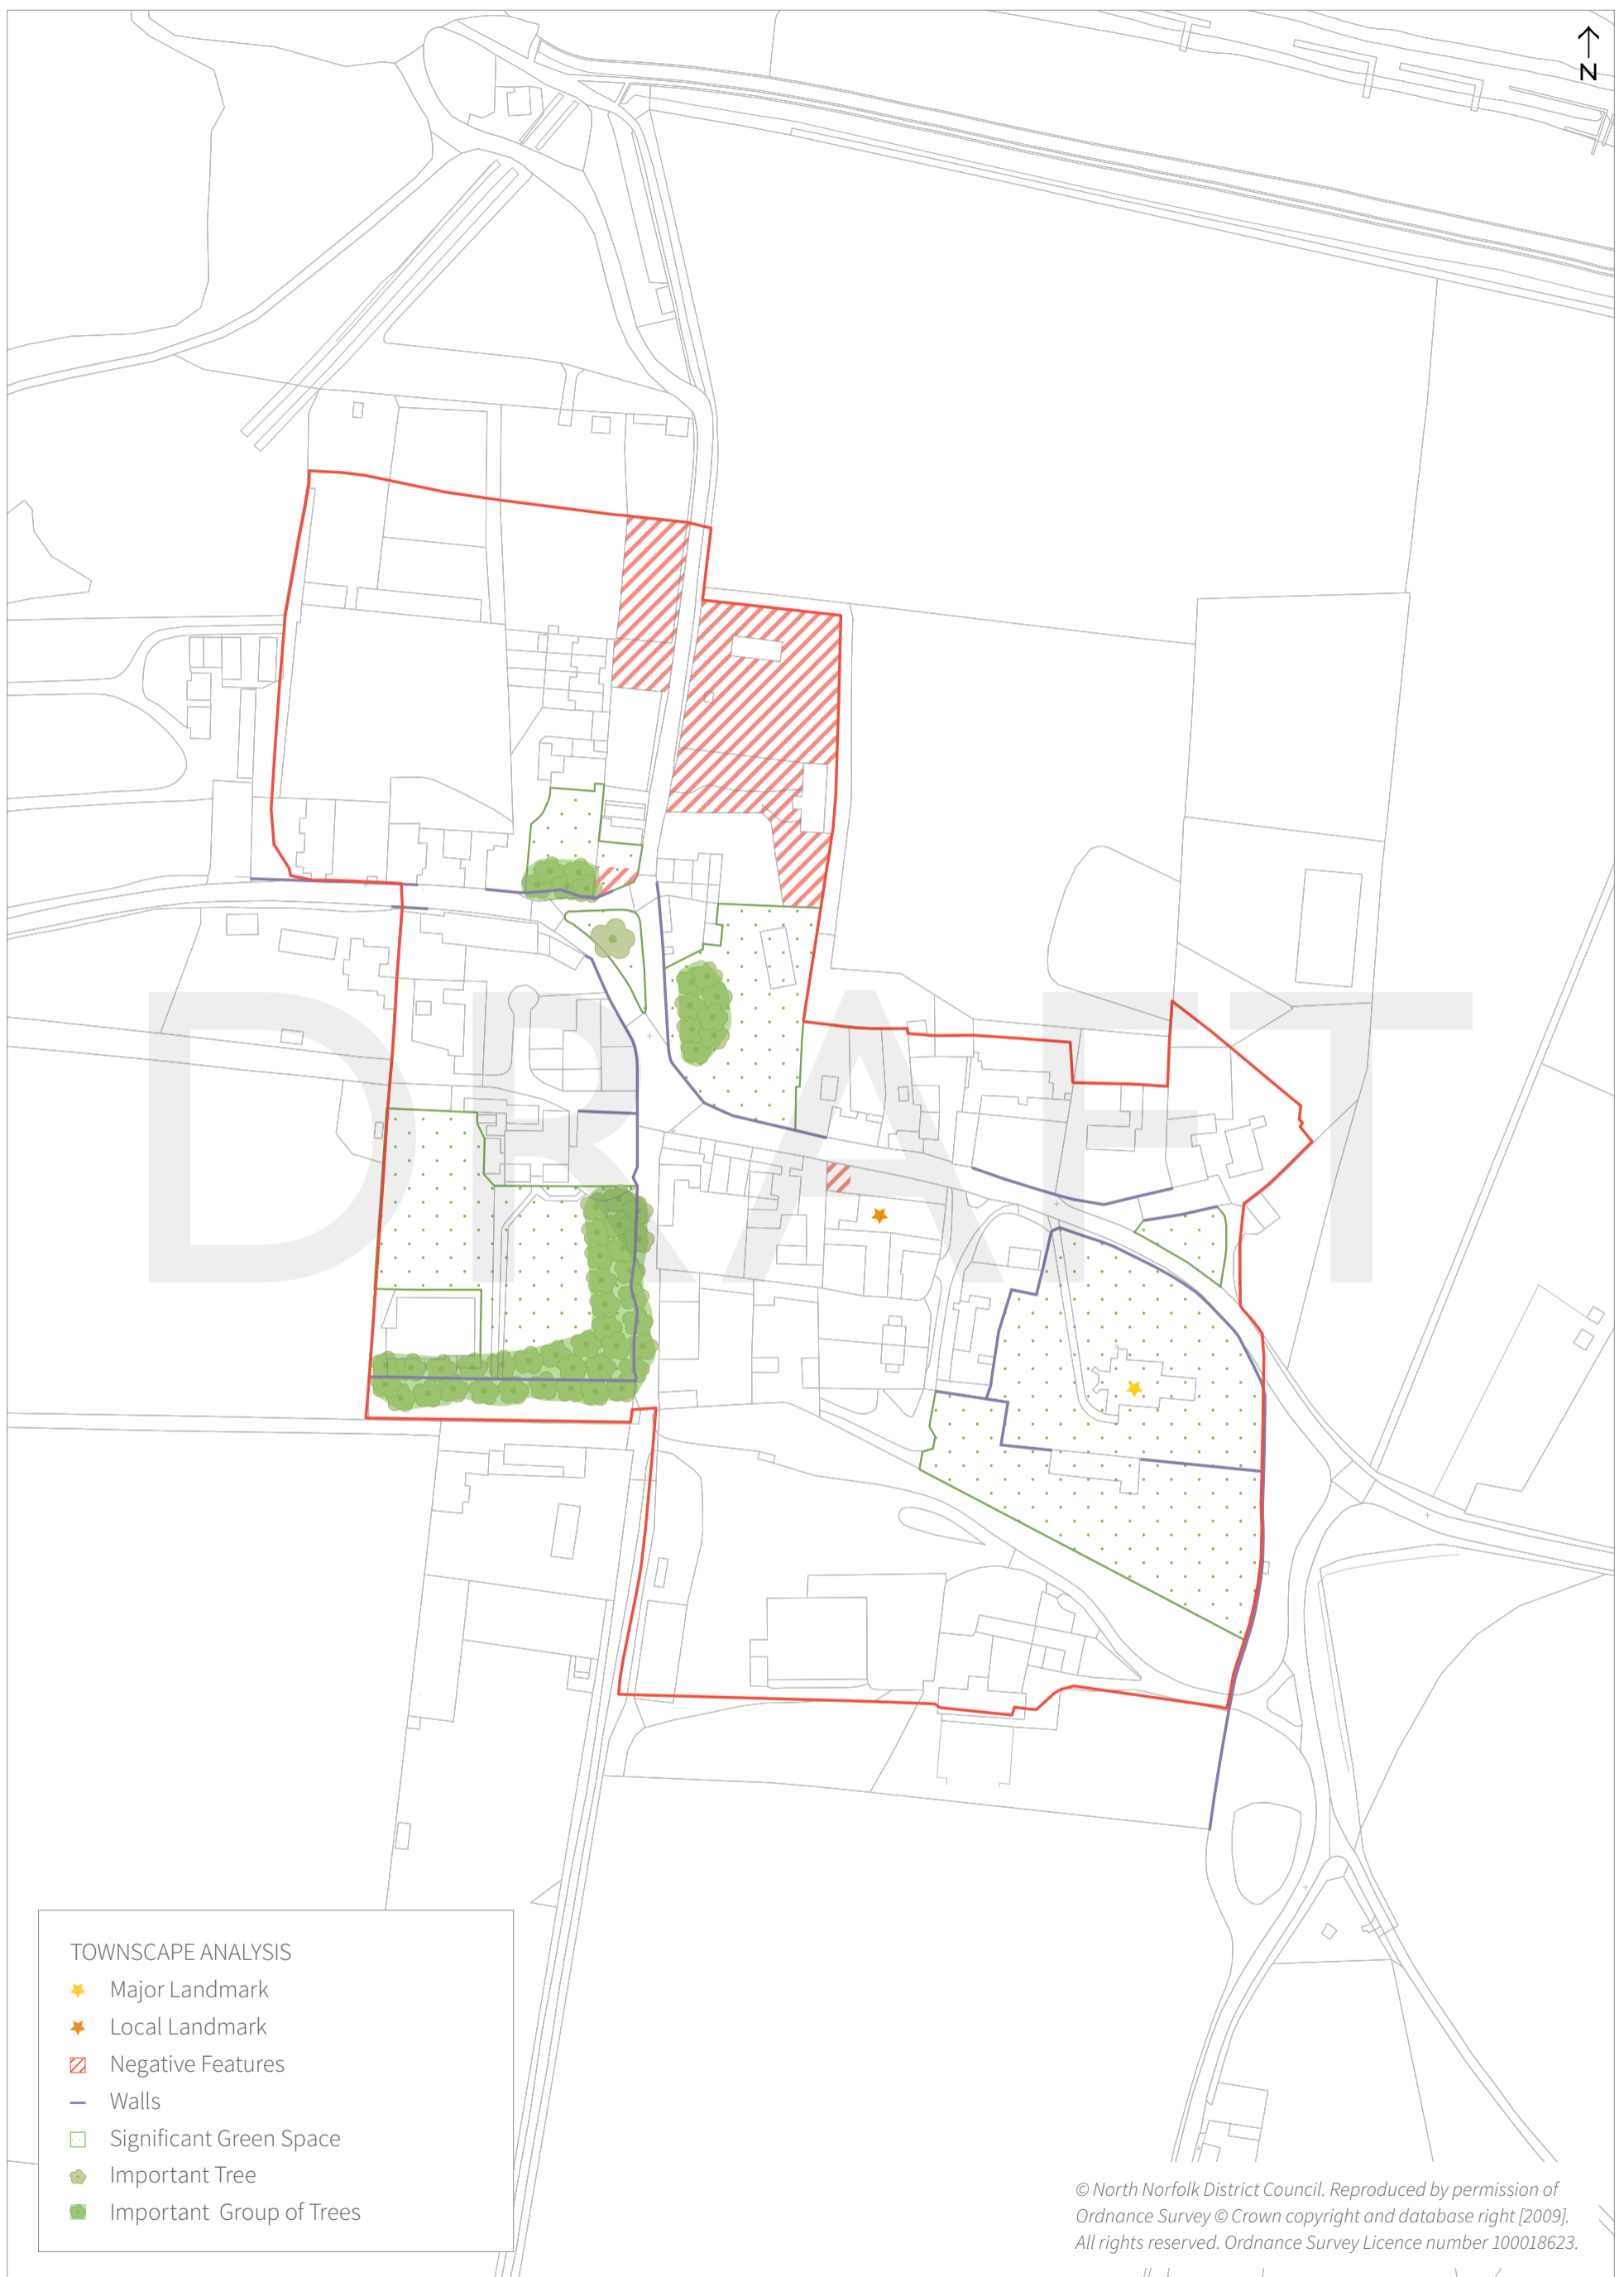 N
DRAFT
TOWNSCAPE ANALYSIS
Major Landmark
Local Landmark
Negative Features
Walls
Significant Green Space
Important Tree
Important Group of Trees
© North Norfolk District Council. Reproduced by permission of
Ordnance Survey © Crown copyright and database right [2009].
All rights reserved. Ordnance Survey Licence number 100018623.